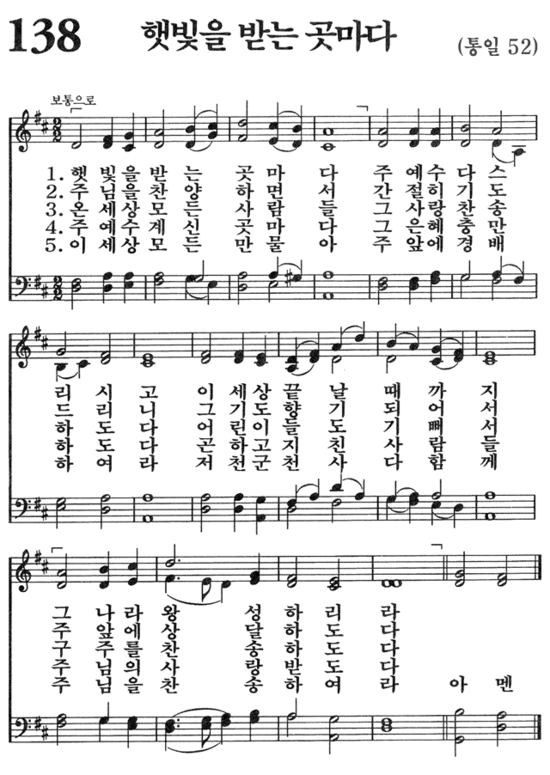 138 햇빛을 받는 곳마다 (통일 52)
보통으로
1. 햇 빛 을 받 는 곳 마 다 주 예 수 다 스
2. 주 님 을 찬 양 하 면 서 간 절 히 기 도
3. 온 세 상 모 든 사 람 들 그 사 랑 찬 송
4. 주 예 수 계 신 곳 마 다 그 은 혜 충 만
5. 이 세 상 모 든 만 물 아 주 앞 에 경 배
리 시 고 이 세 상 끝 날 때 까 지
드 리 니 그 기 도 향 기 되 어 서
하 도 다 어 린 이 들 도 기 뻐 서
하 도 다 곤 하 고 지 친 사 람 들
하 여 라 저 천 군 천 사 다 함 께
그 나 라 왕 성 하 리 라
주 앞 에 상 달 하 도 다
구 주 를 찬 송 하 도 다
주 님 의 사 랑 받 도 다
주 님 을 찬 송 하 여 라 아 멘